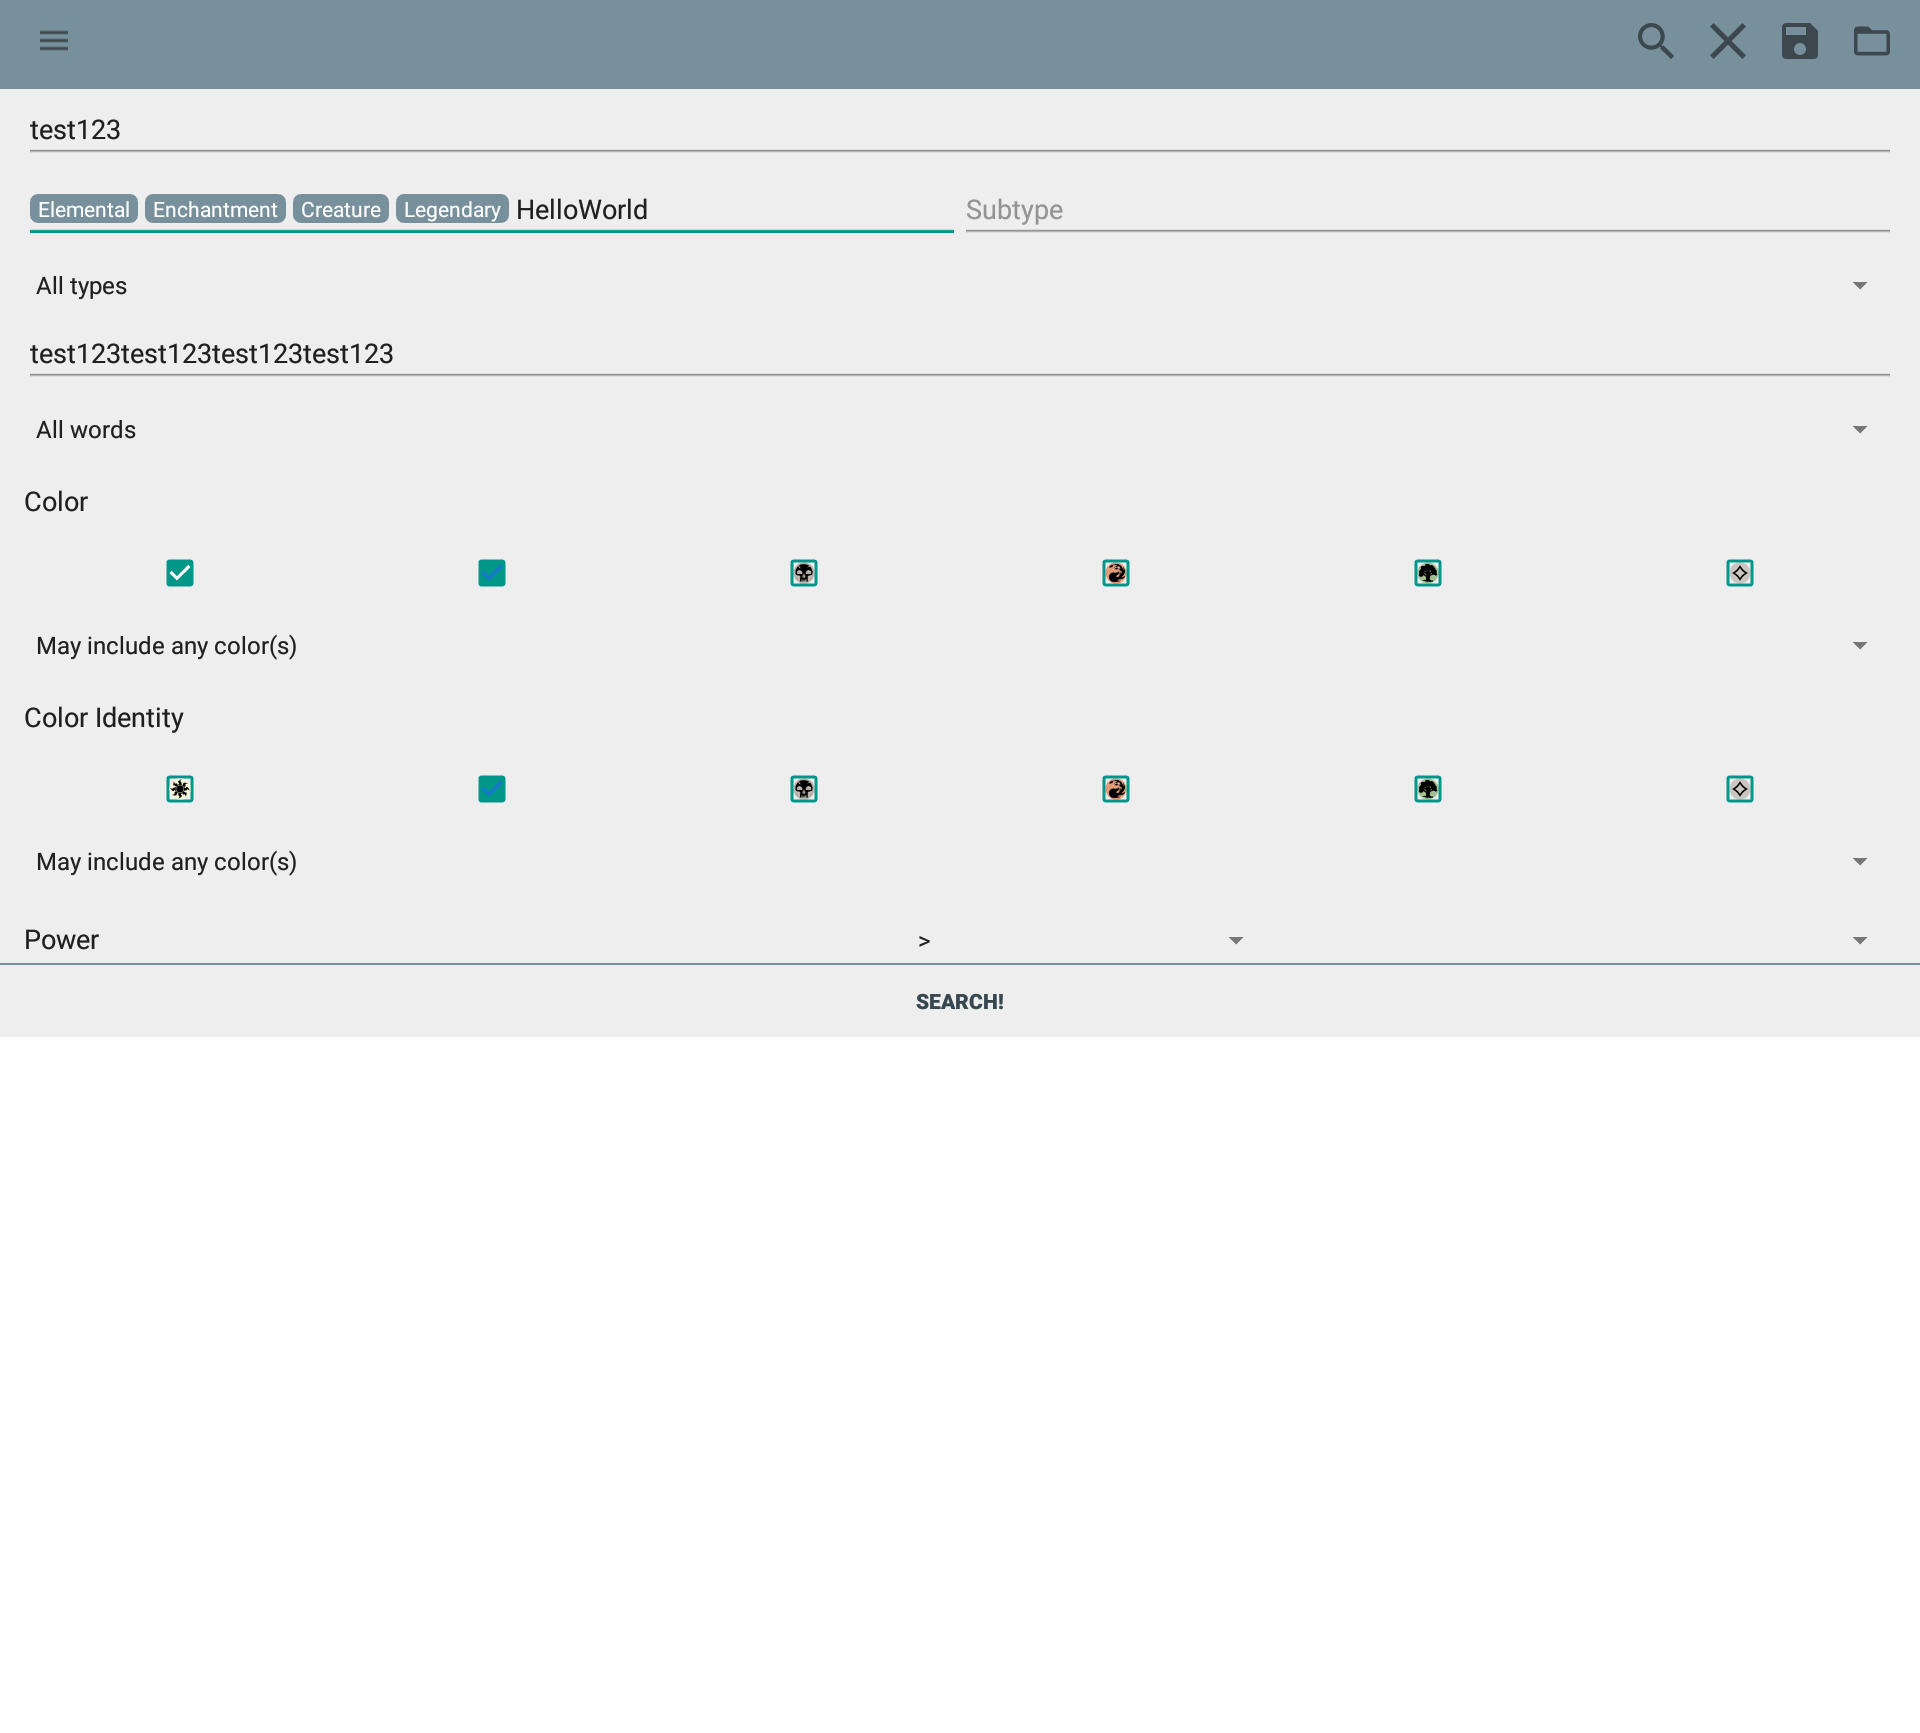 test123
Elemental Enchantment Creature Legendary HelloWorld Subtype
All types
test123test123test123test123
All words
Color
May include any color(s)
Color Identity
May include any color(s)
Power >
SEARCH!